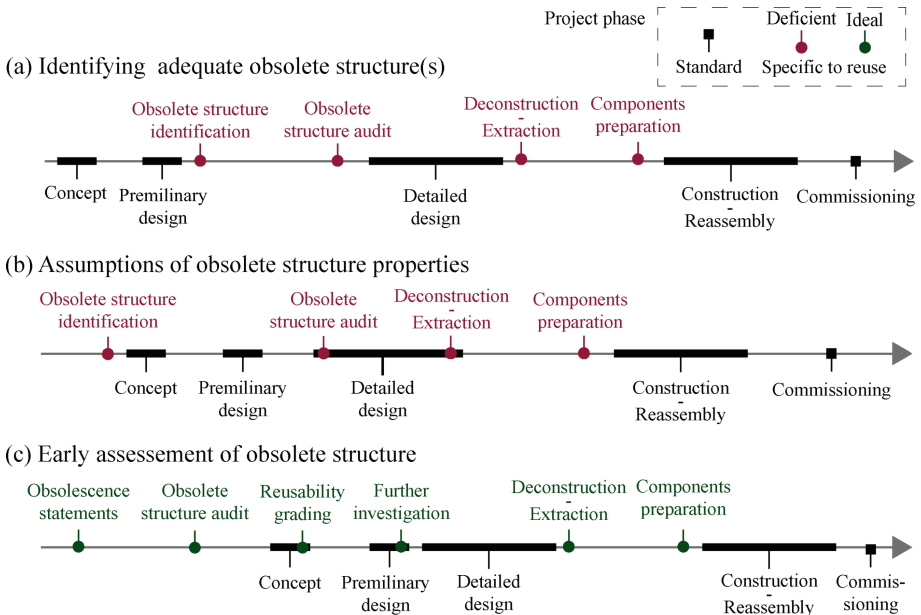 Project phase
Deficient Ideal
Standard
Specific to reuse
(a) Identifying adequate obsolete structure(s)
Obsolete structure
identification
Obsolete
structure audit
Deconstruction
-
Extraction
Components
preparation
Concept
Premilinary
design
Detailed
design
Construction
-
Reassembly
Commissioning
(b) Assumptions of obsolete structure properties
Obsolete structure
identification
Obsolete
structure audit
Deconstruction
-
Extraction
Components
preparation
Concept
Premilinary
design
Detailed
design
Construction
-
Reassembly
Commissioning
(c) Early assessment of obsolete structure
Obsolescence
statements
Obsolete
structure audit
Reusability
grading
Further
investigation
Deconstruction
-
Extraction
Components
preparation
Concept
Premilinary
design
Detailed
design
Construction
-
Reassembly
Commis-
sioning